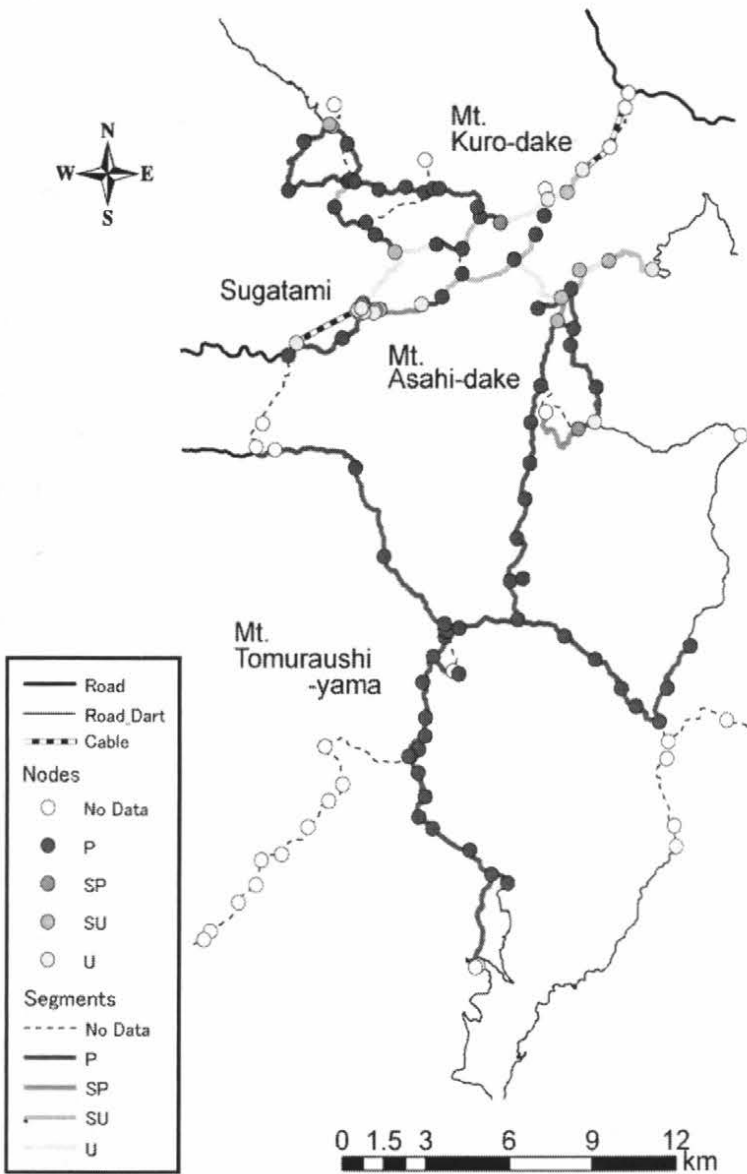 Mt.
Kuro-dake
N
W E
S
Sugatami
Mt.
Asahi-dake
Mt.
Tomuraushi
-yama
Road
Road_Dart
Cable
Nodes
No Data
P
SP
SU
U
Segments
No Data
P
SP
SU
U
0 1.5 3 6 9 12
km